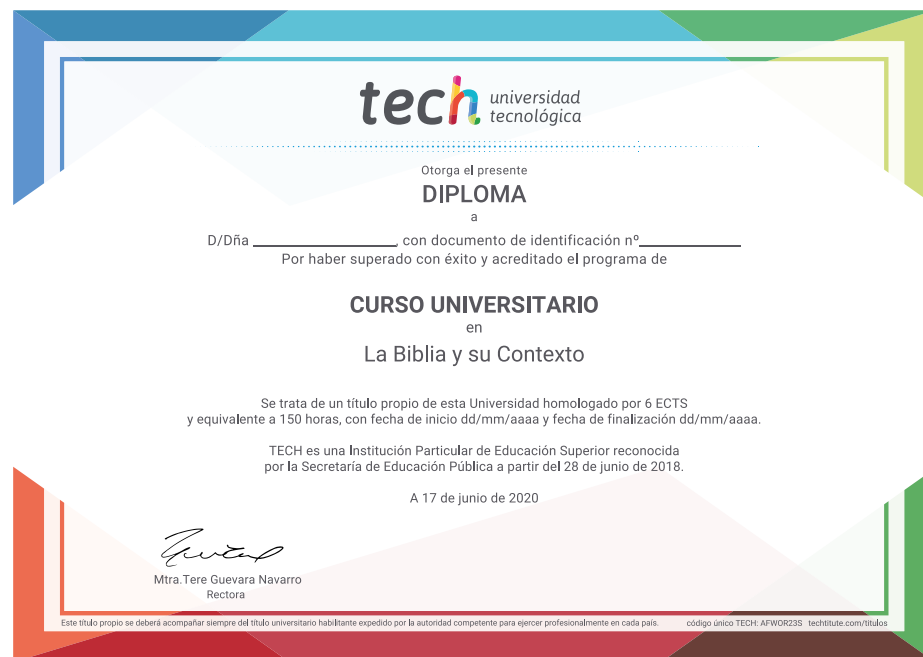 tech universidad
tecnológica
Otorga el presente
DIPLOMA
a
D/Dña ____________________, con documento de identificación nº______________
Por haber superado con éxito y acreditado el programa de
CURSO UNIVERSITARIO
en
La Biblia y su Contexto
Se trata de un título propio de esta Universidad homologado por 6 ECTS
y equivalente a 150 horas, con fecha de inicio dd/mm/aaaa y fecha de finalización dd/mm/aaaa.
TECH es una Institución Particular de Educación Superior reconocida
por la Secretaría de Educación Pública a partir del 28 de junio de 2018.
A 17 de junio de 2020
Mtra.Tere Guevara Navarro
Rectora
Este título propio se deberá acompañar siempre del título universitario habilitante expedido por la autoridad competente para ejercer profesionalmente en cada país. código único TECH: AFWOR23S techtitute.com/titulos